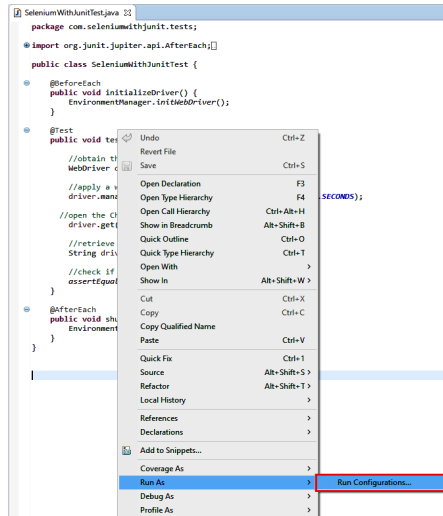 SeleniumWithJunitTest.java
package com.seleniumwithjunit.tests;
import org.junit.jupiter.api.AfterEach;
public class SeleniumWithJunitTest {
@BeforeEach
public void initializeDriver() {
EnvironmentManager.initWebDriver();
}
@Test
public void tes
//obtain th
WebDriver d
//apply a w
driver.mana SECONDS);
//open the Ch
driver.get(
//retrieve
String driv
//check if
assertEqual
}
@AfterEach
public void shu
Environment
}
}
Undo Ctrl+Z
Revert File
Save Ctrl+S
Open Declaration F3
Open Type Hierarchy F4
Open Call Hierarchy Ctrl+Alt+H
Show in Breadcrumb Alt+Shift+B
Quick Outline Ctrl+O
Quick Type Hierarchy Ctrl+T
Open With >
Show In Alt+Shift+W >
Cut Ctrl+X
Copy Ctrl+C
Copy Qualified Name
Paste Ctrl+V
Quick Fix Ctrl+1
Source Alt+Shift+S >
Refactor Alt+Shift+T >
Local History >
References >
Declarations >
Add to Snippets...
Coverage As >
Run As >
Run Configurations...
Debug As >
Profile As >